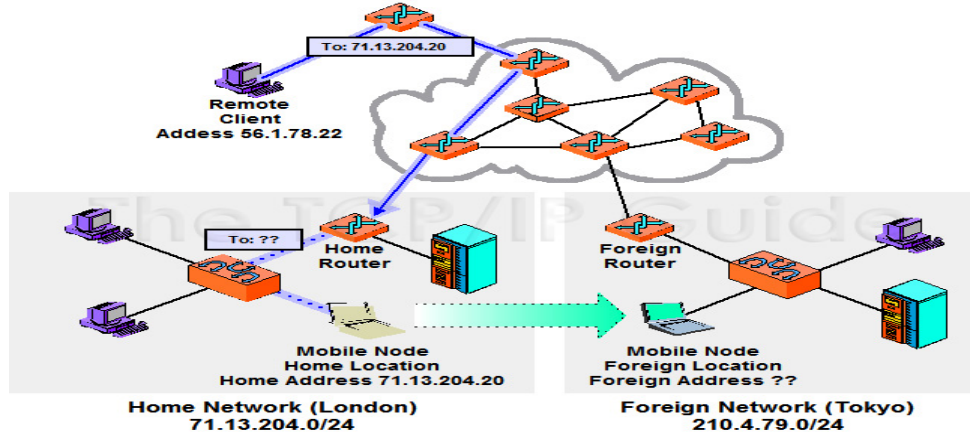 To: 71.13.204.20
Remote
Client
Addess 56.1.78.22
The TCP/IP Guide
To: ??
Home
Router
Foreign
Router
Mobile Node
Home Location
Home Address 71.13.204.20
Mobile Node
Foreign Location
Foreign Address ??
Home Network (London)
71.13.204.0/24
Foreign Network (Tokyo)
210.4.79.0/24